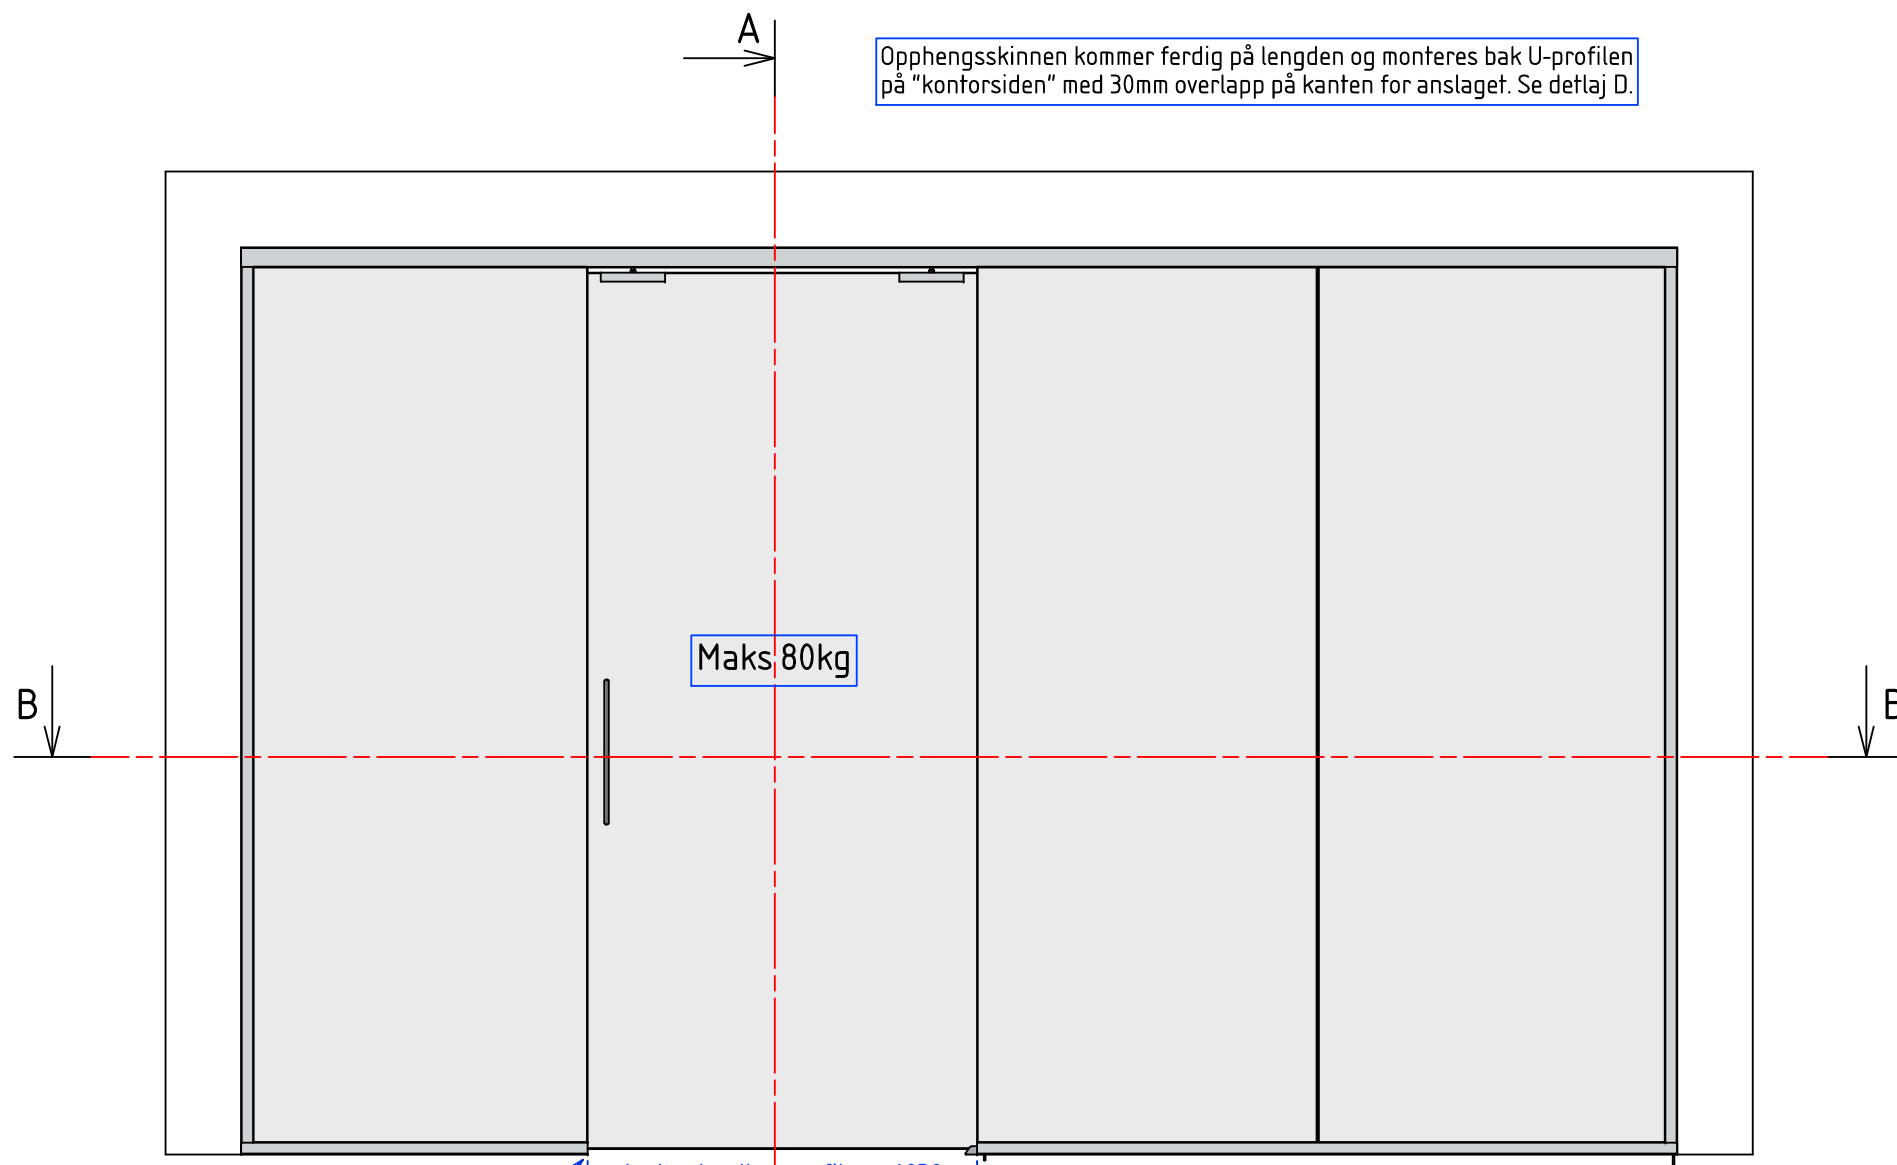 A
Opphengsskinnen kommer ferdig på lengden og monteres bak U-profilen
på "kontorsiden" med 30mm overlapp på kanten for anslaget. Se detlaj D.
Maks 80kg
B
B